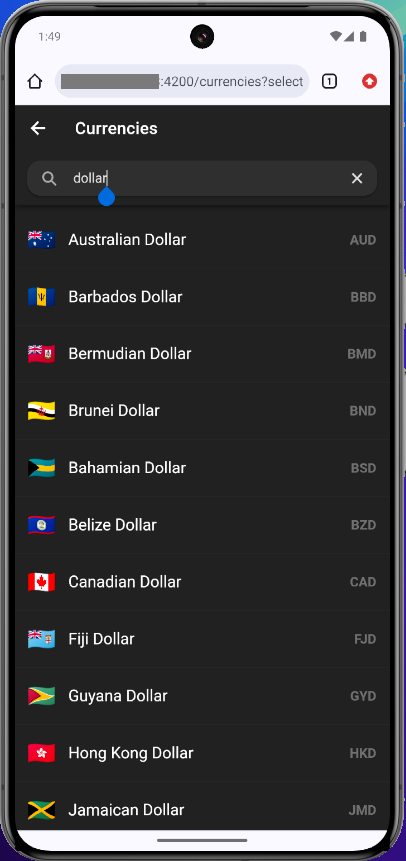 1:49
:4200/currencies?select
1
Currencies
dollar
Australian Dollar AUD
Barbados Dollar BBD
Bermudian Dollar BMD
Brunei Dollar BND
Bahamian Dollar BSD
Belize Dollar BZD
Canadian Dollar CAD
Fiji Dollar FJD
Guyana Dollar GYD
Hong Kong Dollar HKD
Jamaican Dollar JMD